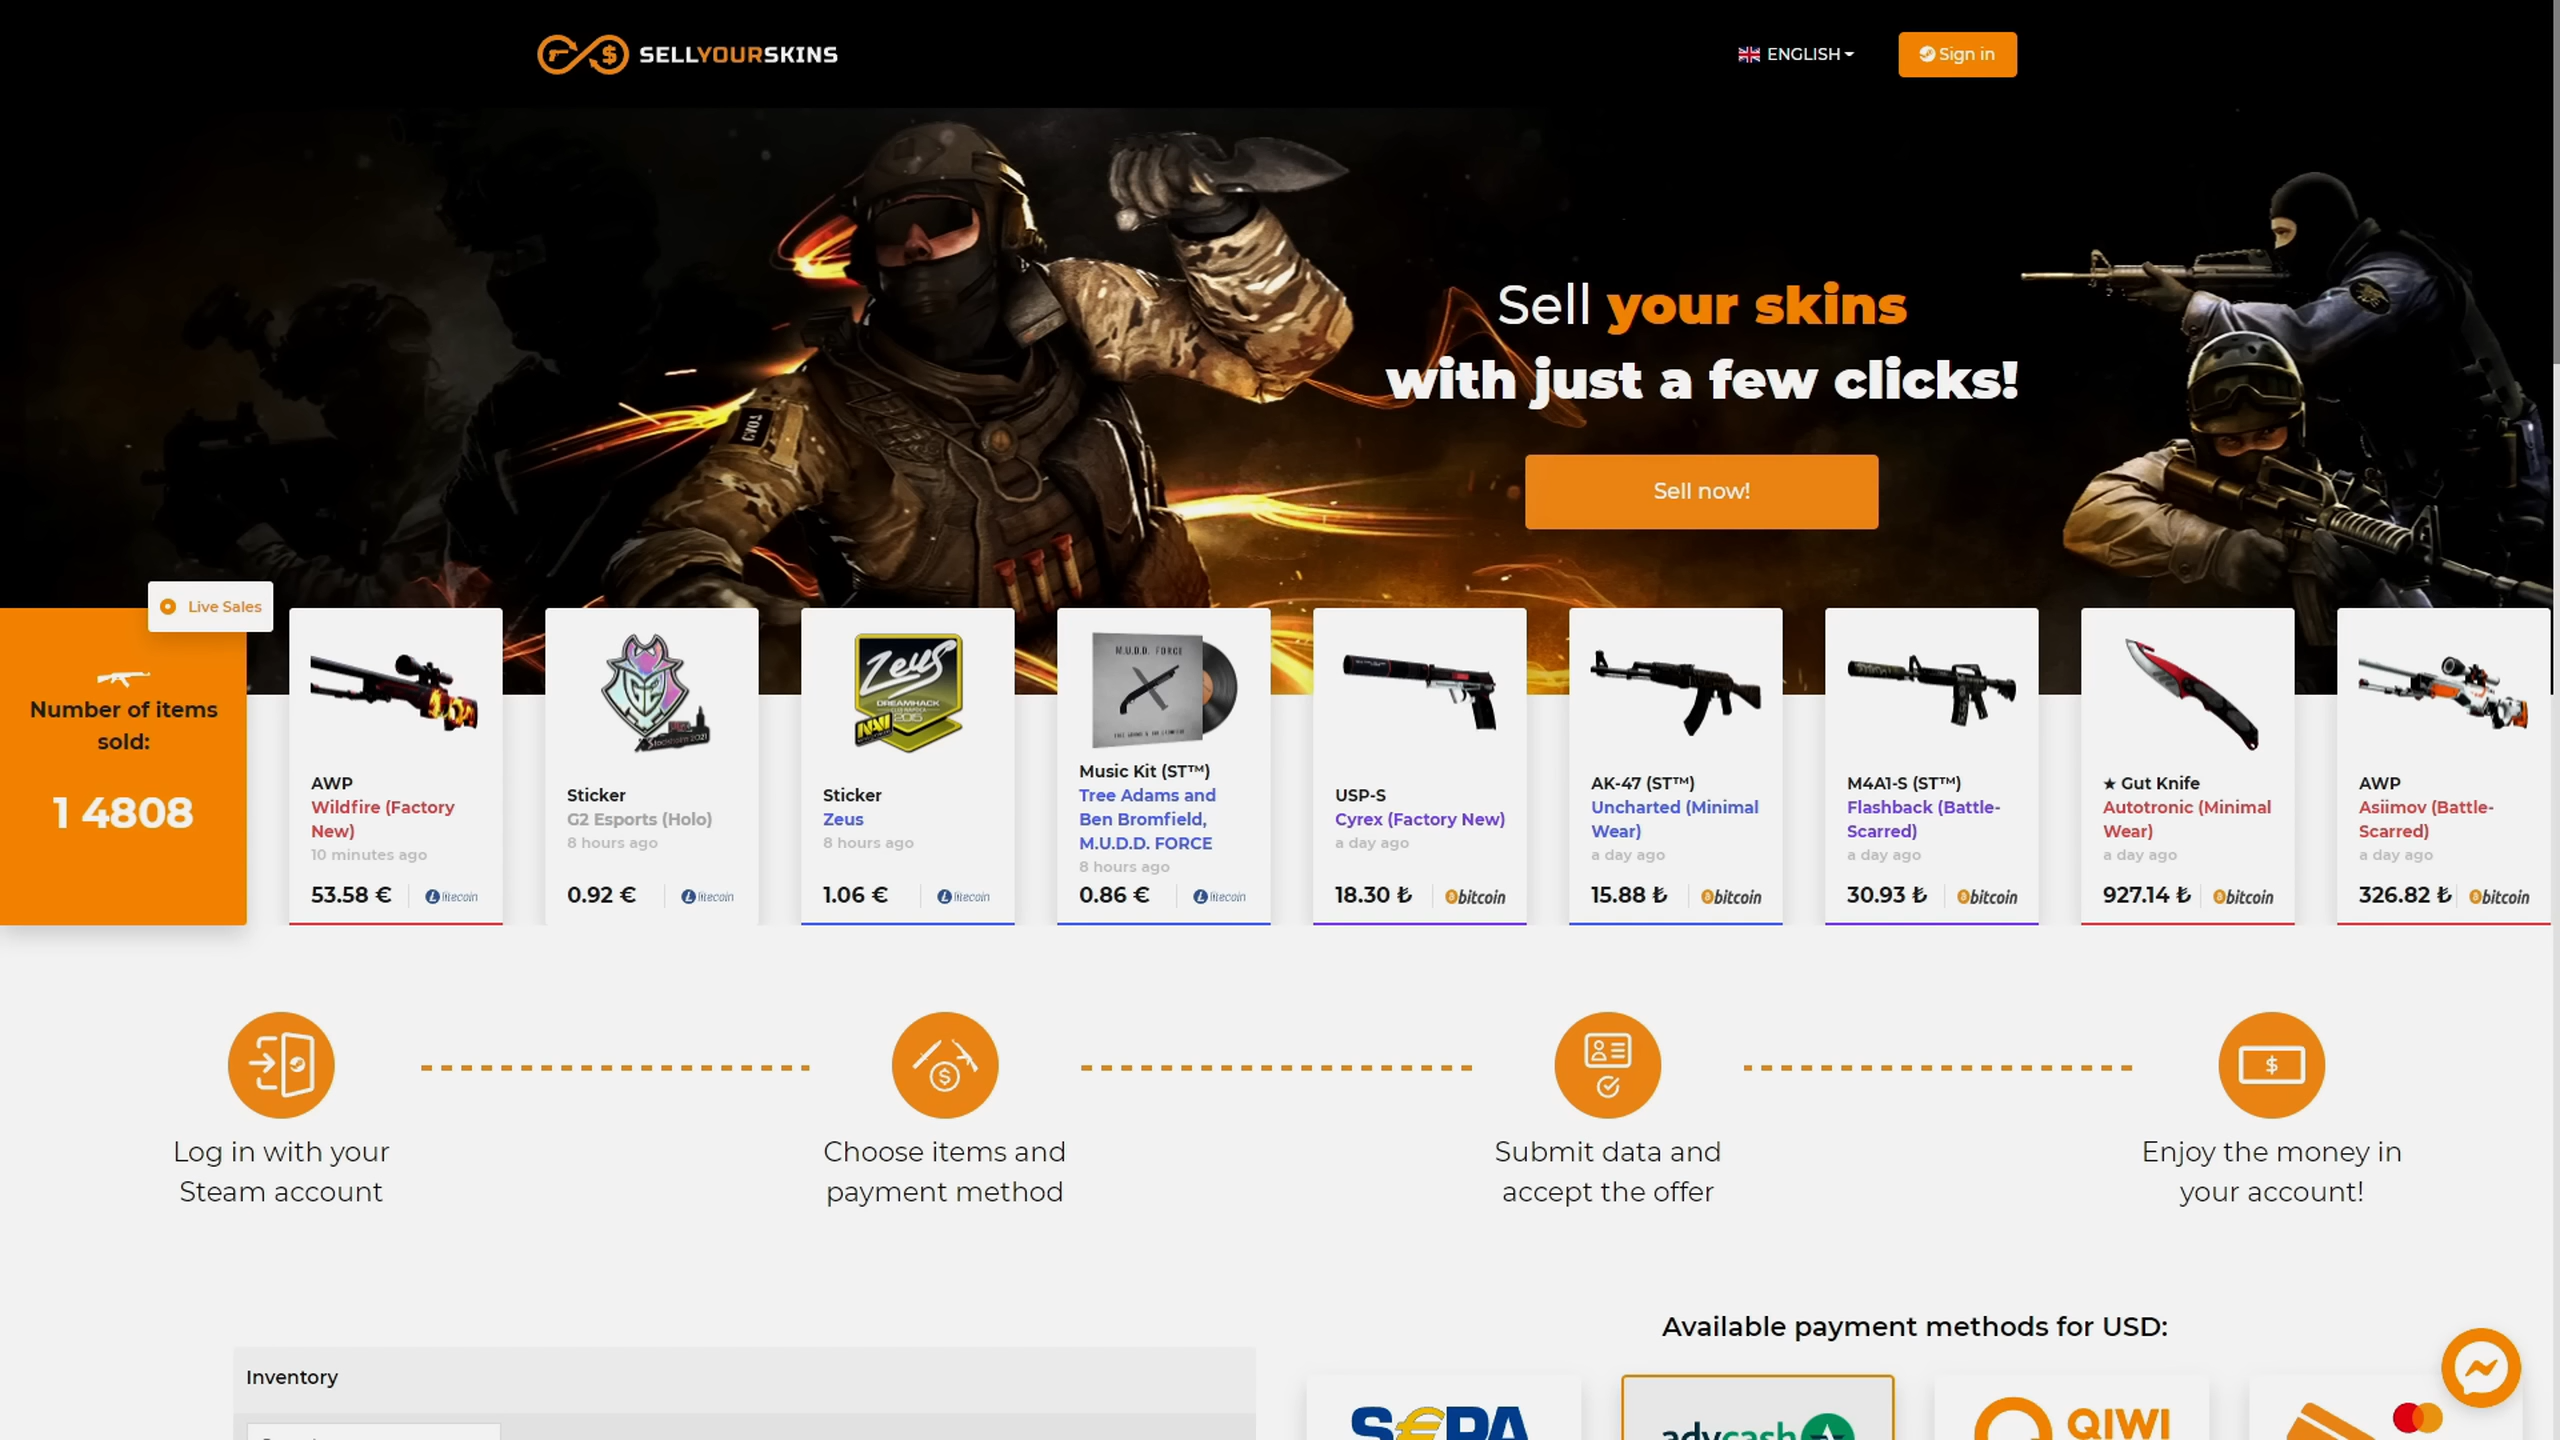 SELLYOURSKINS
ENGLISH
Sign in
Sell your skins
with just a few clicks!
Sell now!
Live Sales
Number of items
sold:
1 4808
AWP
Wildfire (Factory
New)
10 minutes ago
53.58 €
litecoin
Sticker
G2 Esports (Holo)
8 hours ago
0.92 €
litecoin
Zeus
DREAMHACK
2015
Sticker
Zeus
8 hours ago
1.06 €
litecoin
M.U.D.D. FORCE
Music Kit (ST™)
Tree Adams and
Ben Bromfield,
M.U.D.D. FORCE
8 hours ago
0.86 €
litecoin
USP-S
Cyrex (Factory New)
a day ago
18.30 ₺
bitcoin
AK-47 (ST™)
Uncharted (Minimal
Wear)
a day ago
15.88 ₺
bitcoin
M4A1-S (ST™)
Flashback (Battle-
Scarred)
a day ago
30.93 ₺
bitcoin
★ Gut Knife
Autotronic (Minimal
Wear)
a day ago
927.14 ₺
bitcoin
AWP
Asiimov (Battle-
Scarred)
a day ago
326.82 ₺
bitcoin
Log in with your
Steam account
Choose items and
payment method
Submit data and
accept the offer
Enjoy the money in
your account!
Available payment methods for USD:
Inventory
S€PA
advcash
QIWI